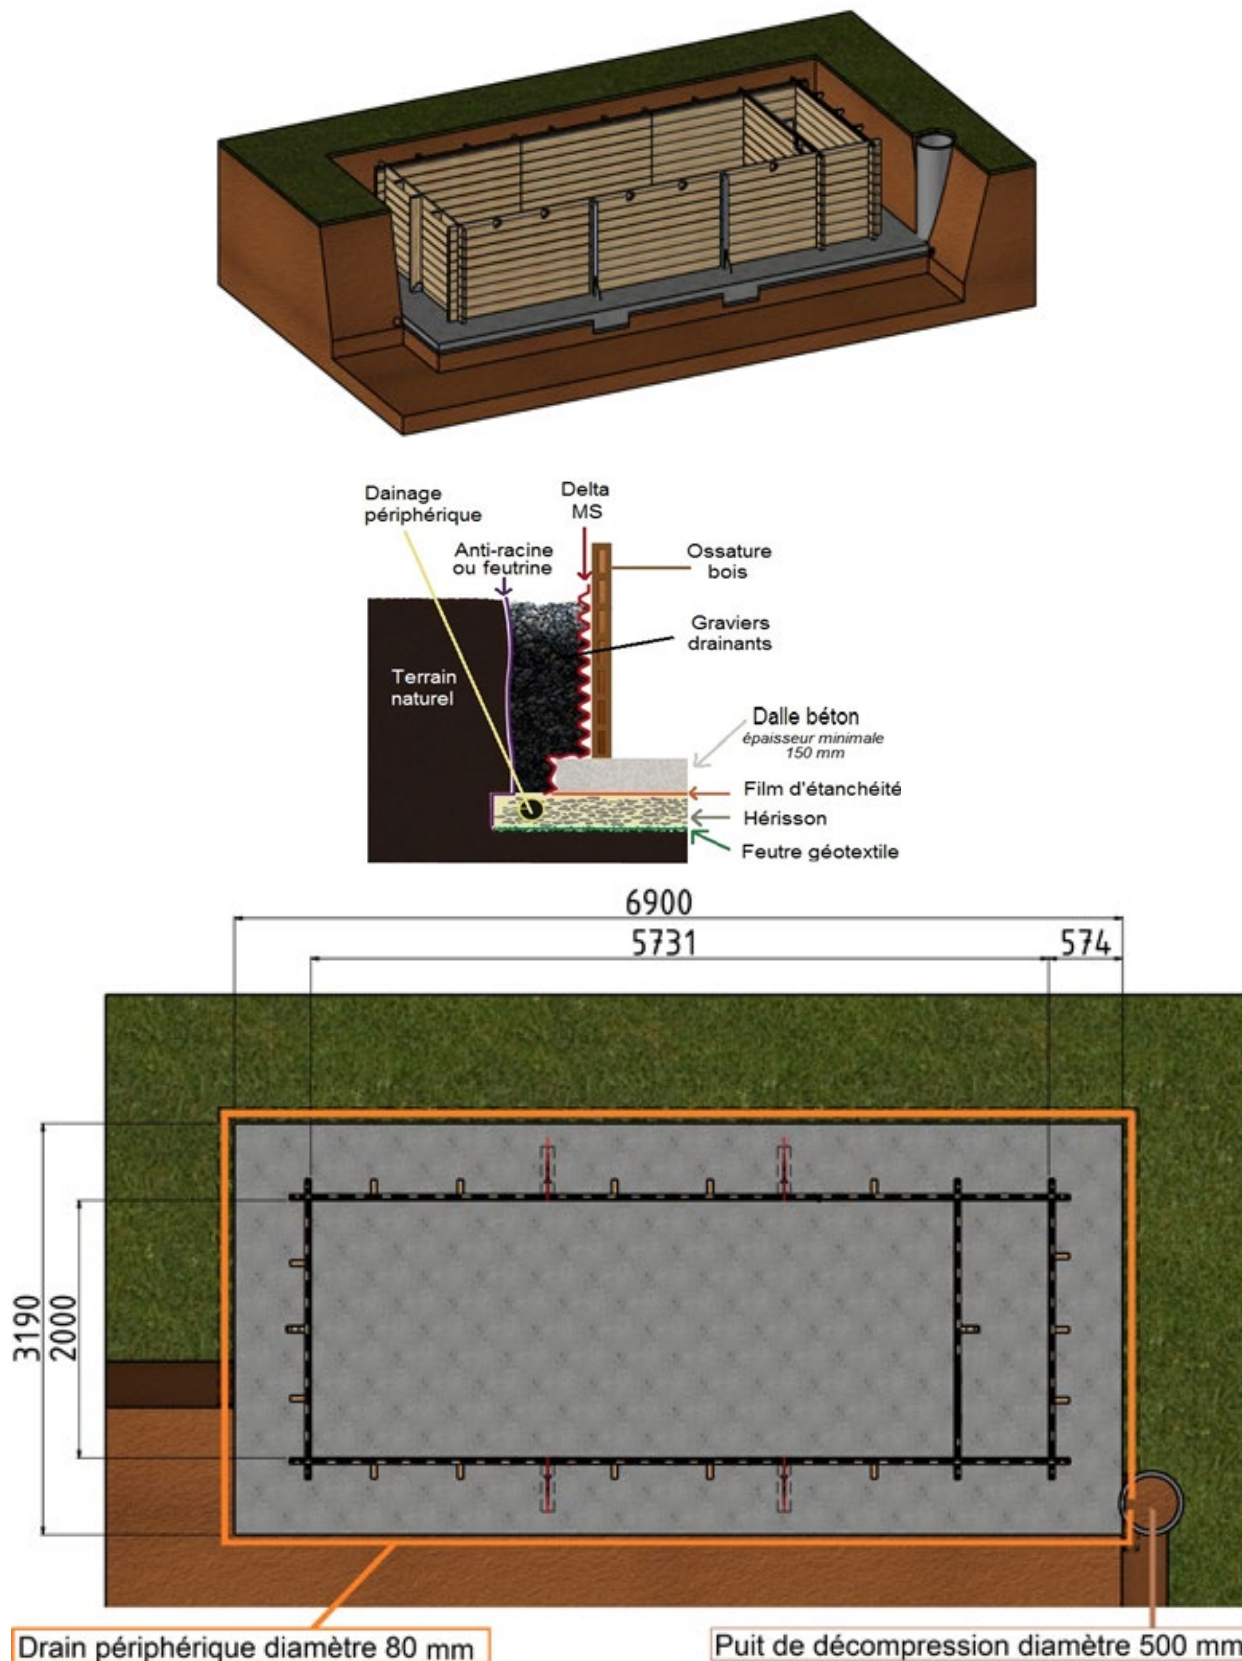 Dainage
périphérique
Delta
MS
Anti-racine
ou feutrine
Ossature
bois
Graviers
drainants
Terrain
naturel
Dalle béton
épaisseur minimale
150 mm
Film d'étanchéité
Hérisson
Feutre géotextile
6900
5731
574
3190
2000
Drain périphérique diamètre 80 mm
Puit de décompression diamètre 500 mm